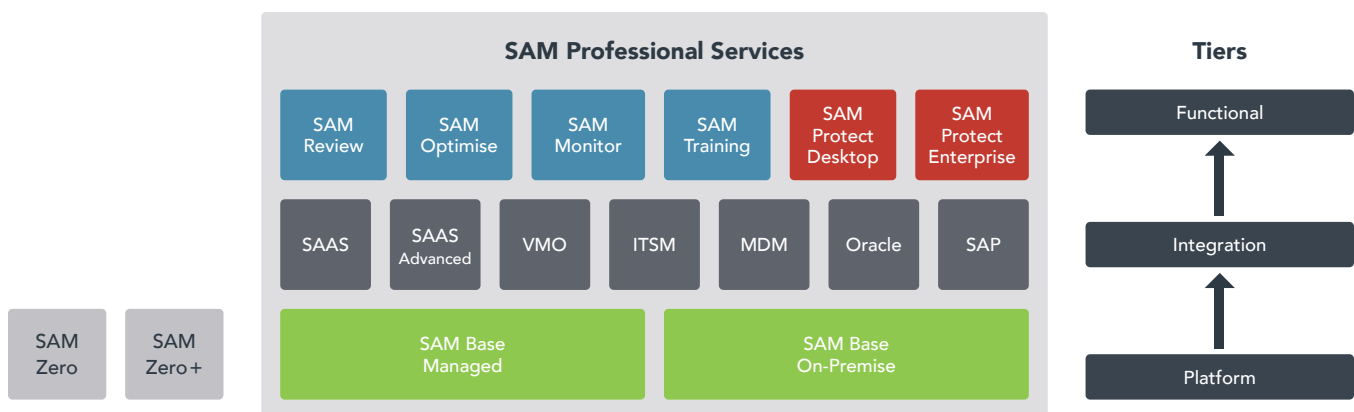 SAM Professional Services
Tiers
SAM
Review
SAM
Optimise
SAM
Monitor
SAM
Training
SAM
Protect
Desktop
SAM
Protect
Enterprise
Functional
SAAS
SAAS
Advanced
VMO
ITSM
MDM
Oracle
SAP
Integration
SAM
Zero
SAM
Zero+
SAM Base
Managed
SAM Base
On-Premise
Platform